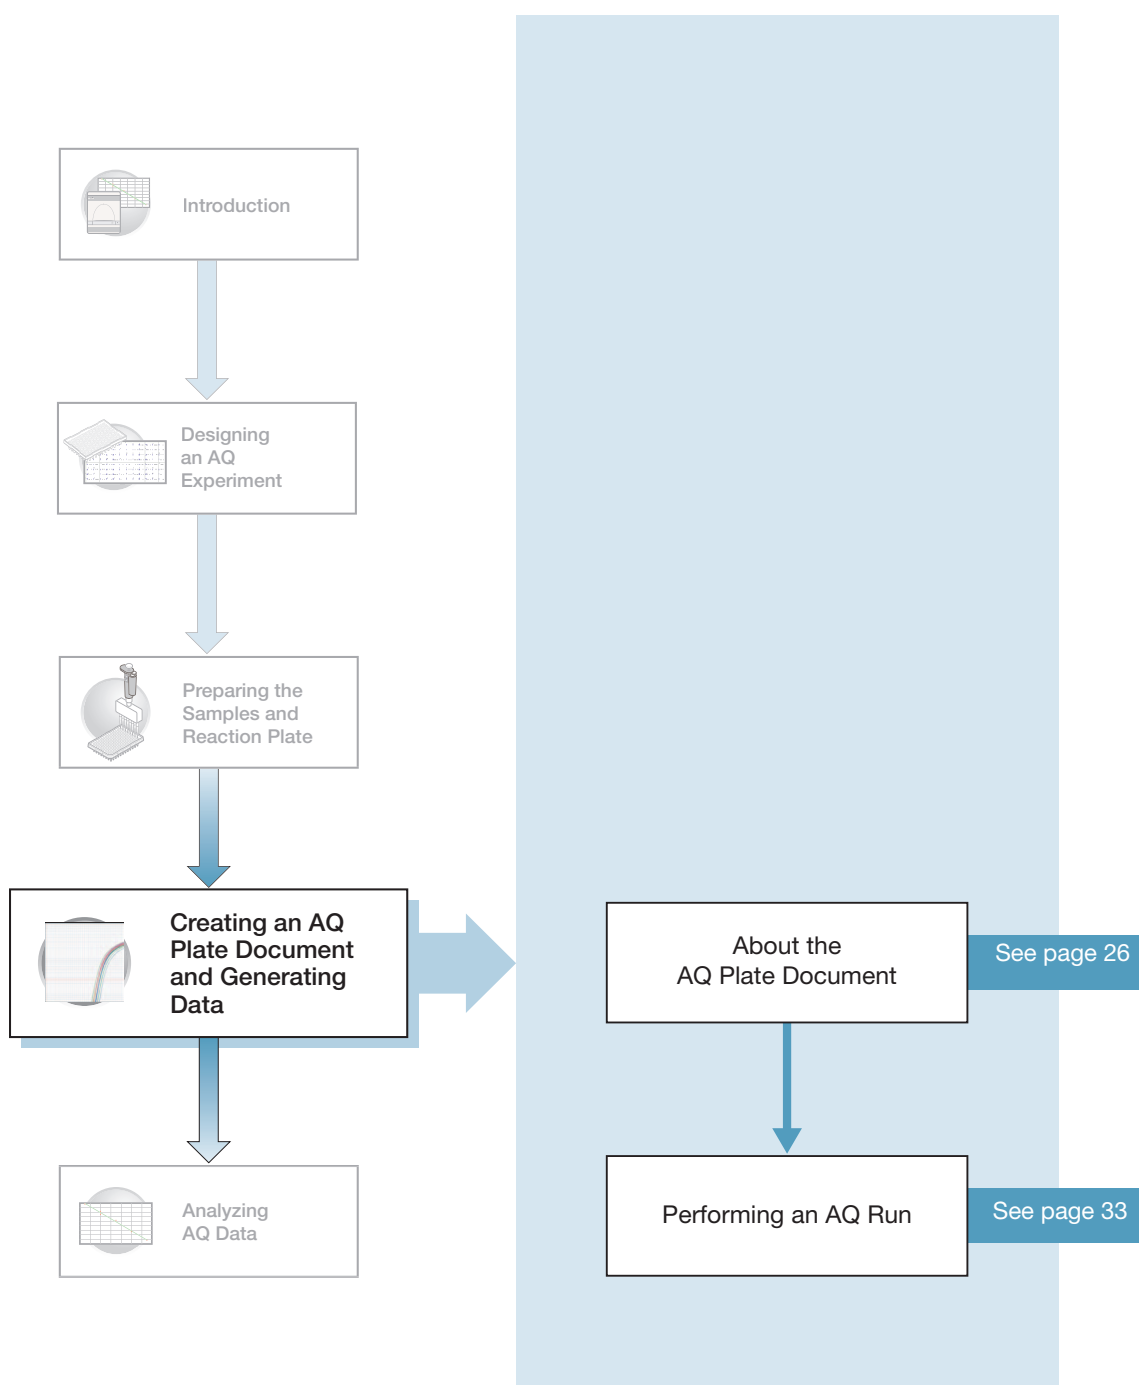 Introduction
Designing
an AQ
Experiment
Preparing the
Samples and
Reaction Plate
Creating an AQ
Plate Document
and Generating
Data
Analyzing
AQ Data
About the
AQ Plate Document
See page 26
Performing an AQ Run
See page 33